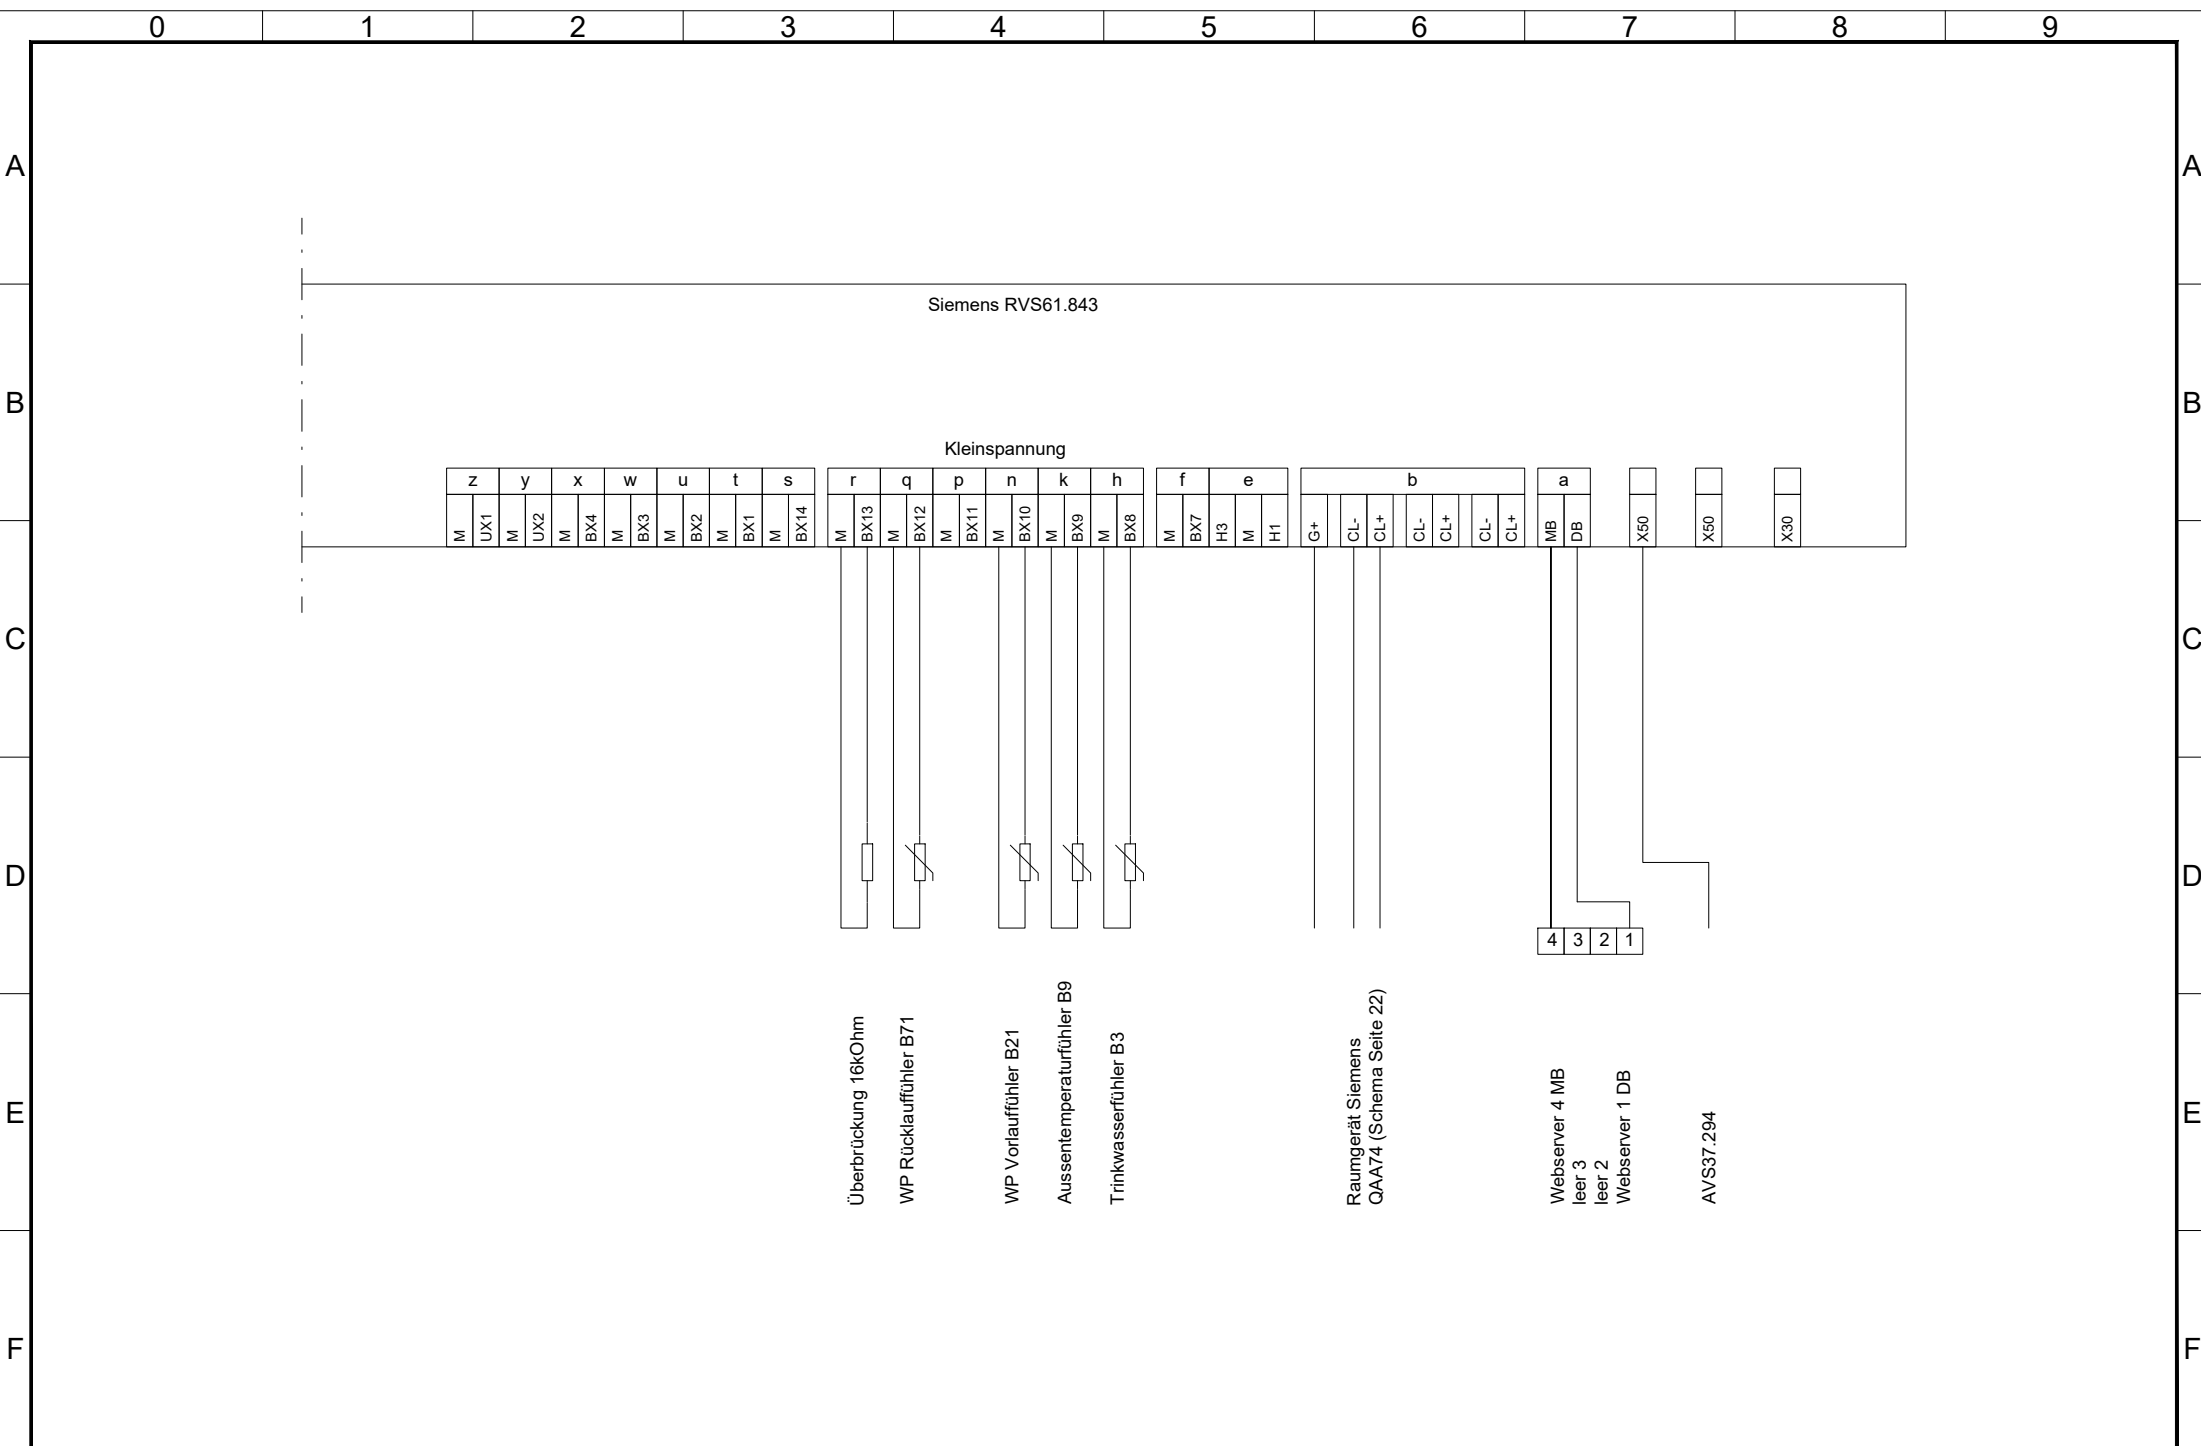 0 1 2 3 4 5 6 7 8 9
A A
Siemens RVS61.843
B B
Kleinspannung
z y x w u t s r q p n k h f e b a
M UX1 M UX2 M BX4 M BX3 M BX2 M BX1 M BX14 M BX13 M BX12 M BX11 M BX10 M BX9 M BX8 M BX7 H3 M H1 G+ CL- CL+ CL- CL+ CL- CL+ MB DB X50 X50 X30
C C
D D
4 3 2 1
Überbrückung 16kOhm
WP Rücklauffühler B71
WP Vorlaufühler B21
Aussentemperaturfühler B9
Trinkwasserfühler B3
Raumgerät Siemens
QAA74 (Schema Seite 22)
Webserver 4 MB
leer 3
leer 2
Webserver 1 DB
AVS37.294
E E
F F